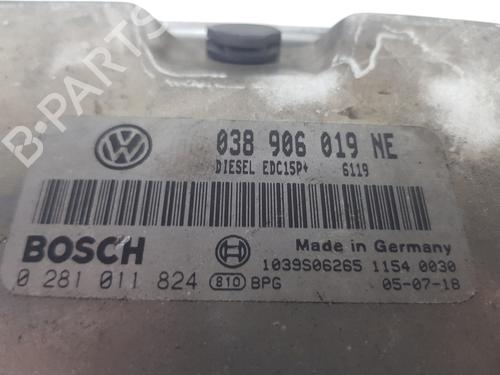 B-PARTS
038 906 019 NE
DIESEL EDC15P+ 6119
BOSCH
Made in Germany
1039S06265 1154 0030
0 281 011 824 810 BPG 05-07-18